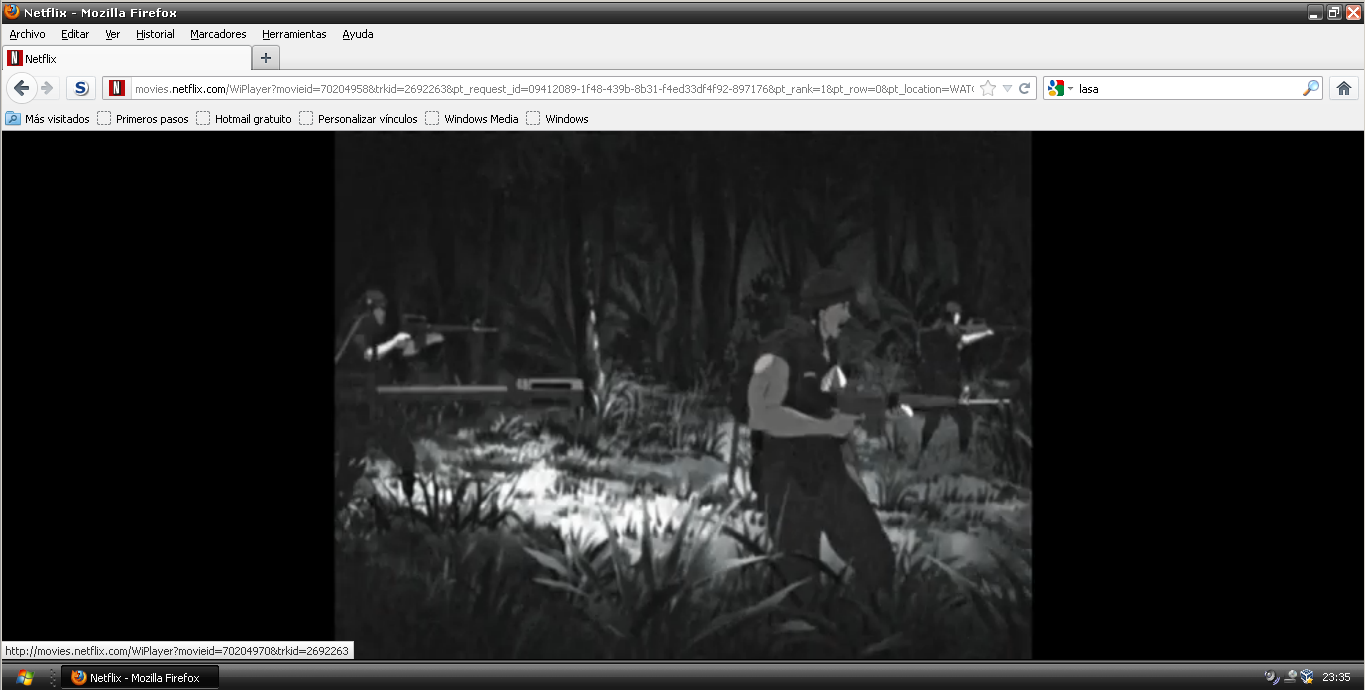 Netflix - Mozilla Firefox
Archivo Editar Ver Historial Marcadores Herramientas Ayuda
N Netflix +
S N movies.netflix.com/WiPlayer?movieid=70204958&trkid=2692263&pt_request_id=09412089-1f48-439b-8b31-f4ed33df4f92-897176&pt_rank=1&pt_row=0&pt_location=WATC lasa
Más visitados Primeros pasos Hotmail gratuito Personalizar vínculos Windows Media Windows
http://movies.netflix.com/WiPlayer?movieid=70204970&trkid=2692263
Netflix - Mozilla Firefox 23:35